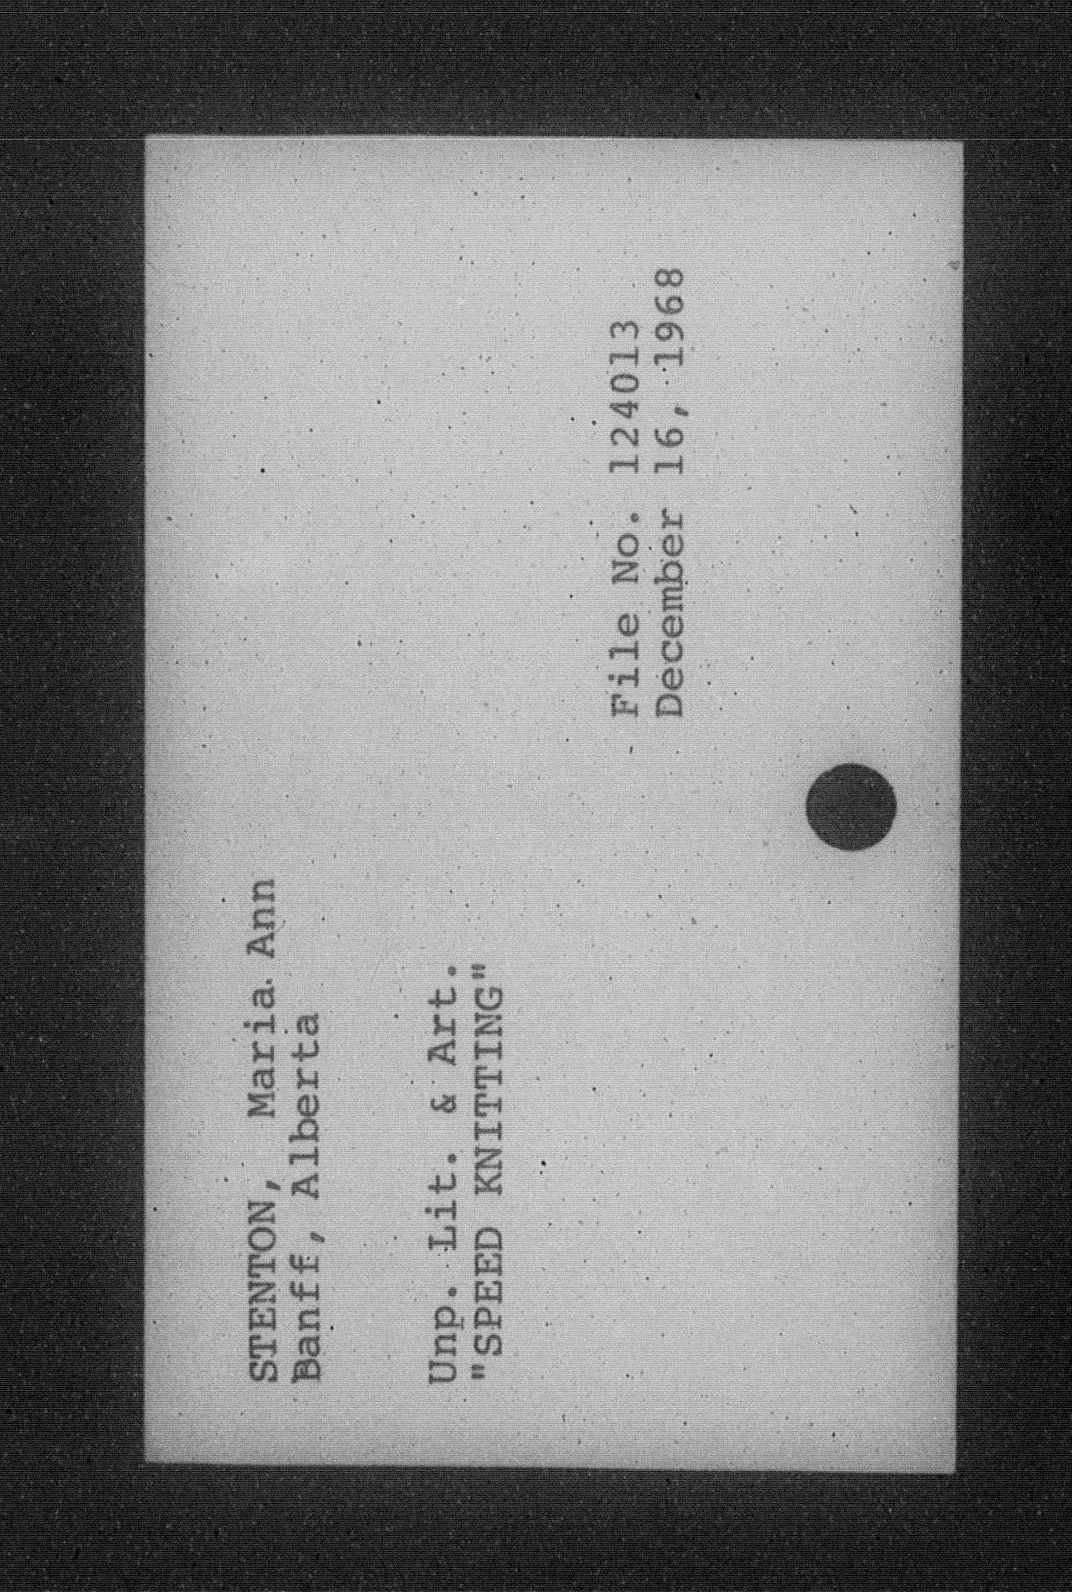 STENTON, Maria Ann
Banff, Alberta
Unp. Lit. & Art.
"SPEED KNITTING"
File No. 124013
December 16, 1968